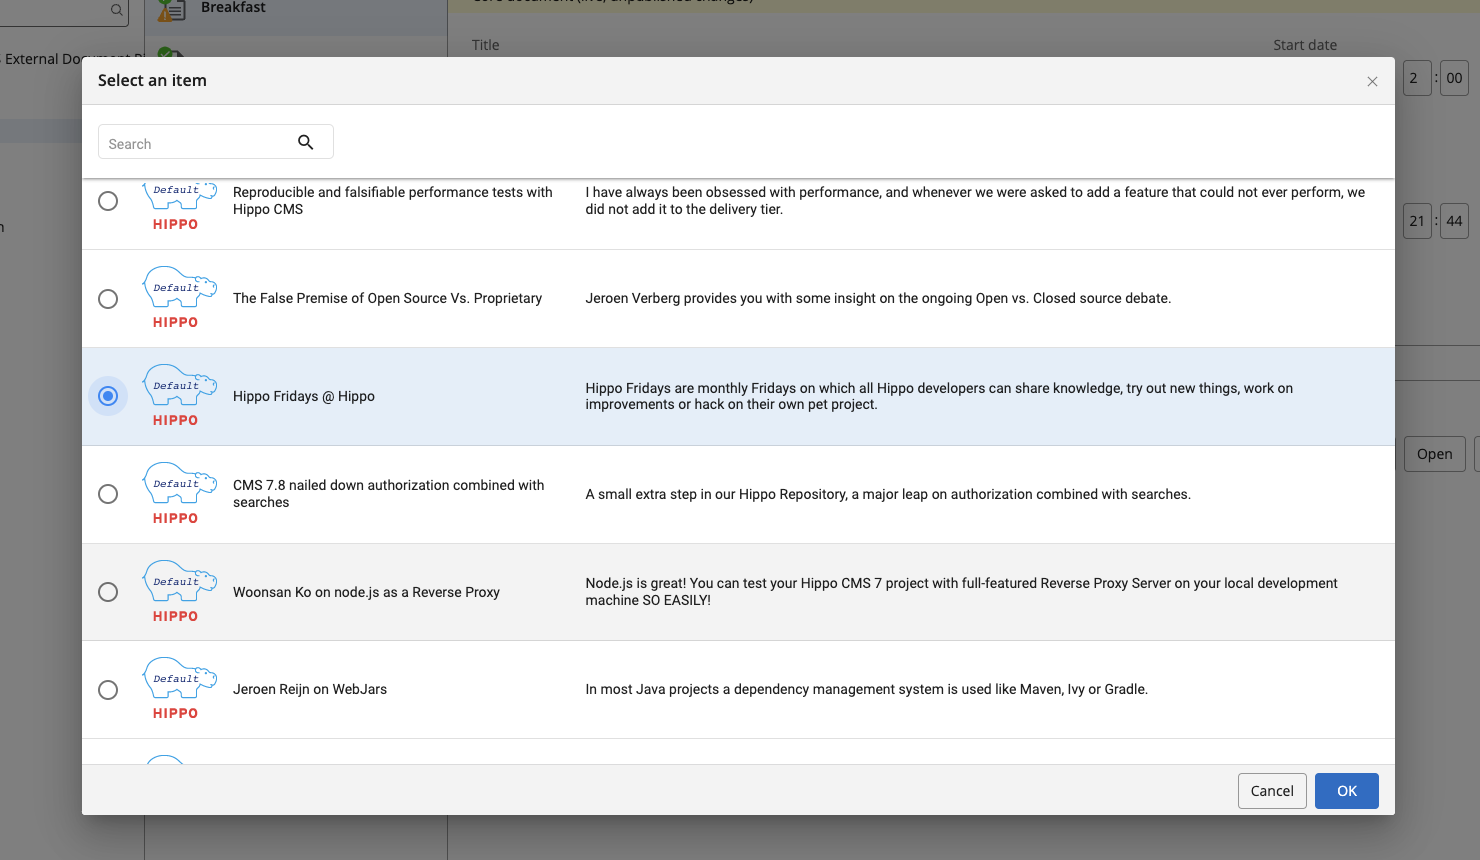 Breakfast
Title
Start date
External
2 : 00
Select an item
Search
Default
HIPPO
Reproducible and falsifiable performance tests with
Hippo CMS
I have always been obsessed with performance, and whenever we were asked to add a feature that could not ever perform, we
did not add it to the delivery tier.
21 : 44
Default
HIPPO
The False Premise of Open Source Vs. Proprietary
Jeroen Verberg provides you with some insight on the ongoing Open vs. Closed source debate.
Default
HIPPO
Hippo Fridays @ Hippo
Hippo Fridays are monthly Fridays on which all Hippo developers can share knowledge, try out new things, work on
improvements or hack on their own pet project.
Open
Default
HIPPO
CMS 7.8 nailed down authorization combined with
searches
A small extra step in our Hippo Repository, a major leap on authorization combined with searches.
Default
HIPPO
Woonsan Ko on node.js as a Reverse Proxy
Node.js is great! You can test your Hippo CMS 7 project with full-featured Reverse Proxy Server on your local development
machine SO EASILY!
Default
HIPPO
Jeroen Reijn on WebJars
In most Java projects a dependency management system is used like Maven, Ivy or Gradle.
Cancel
OK